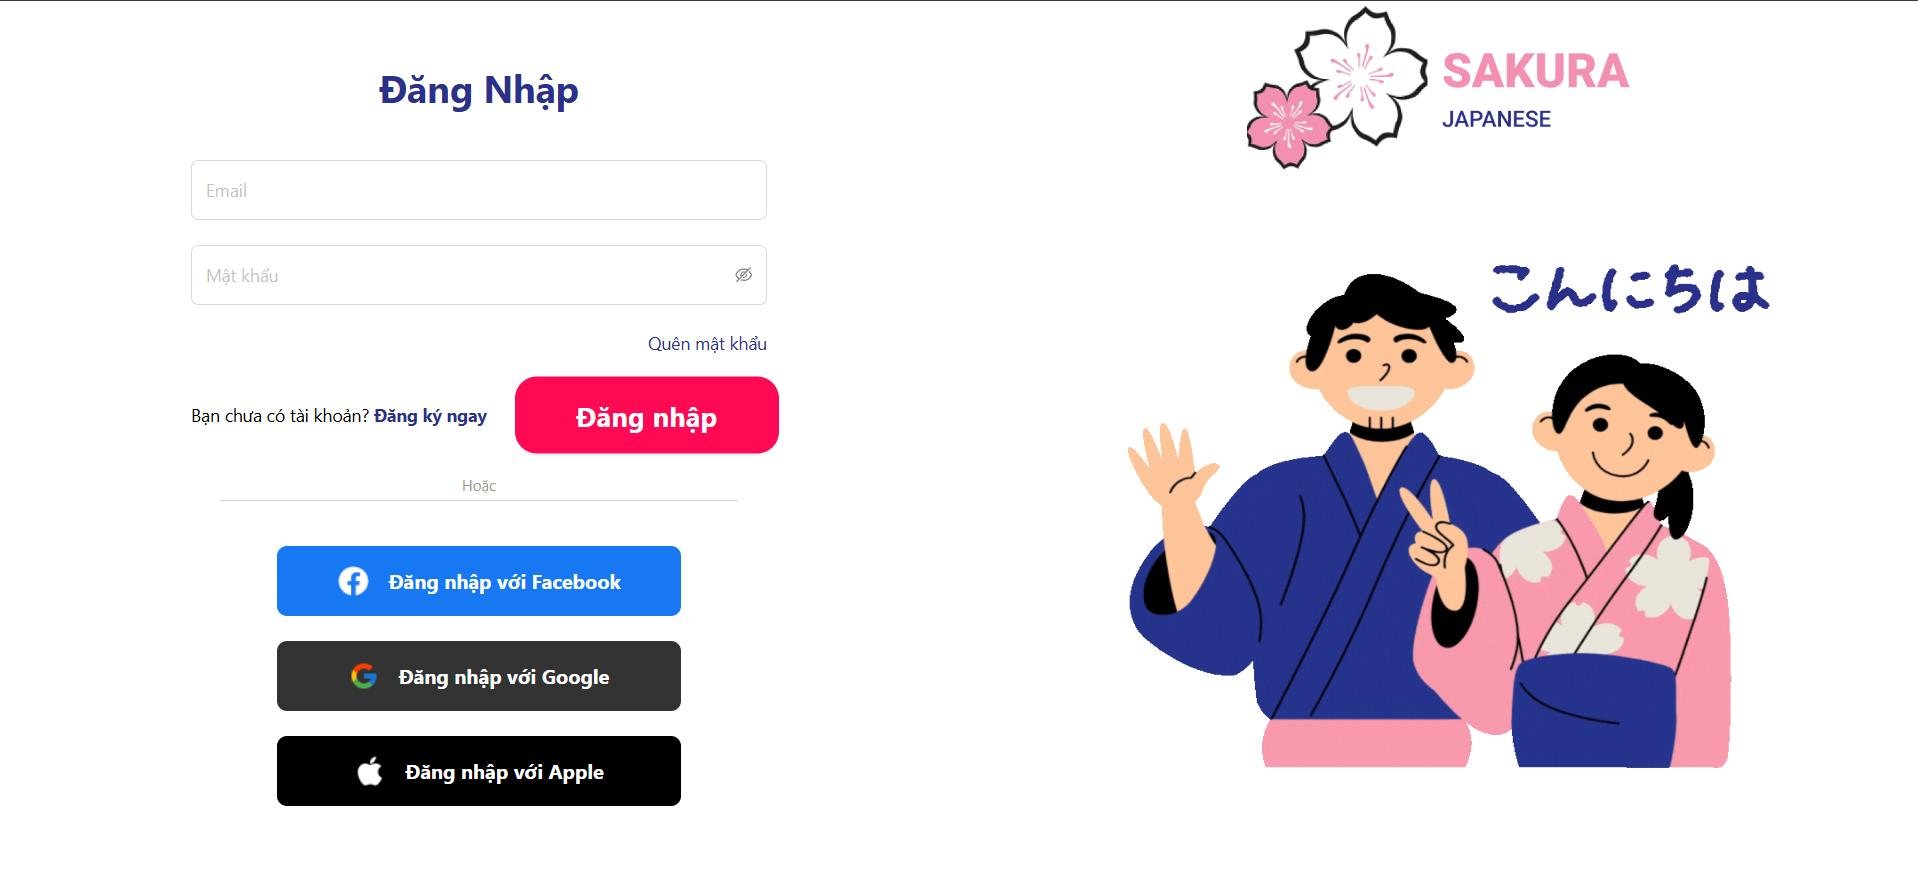 Đăng Nhập
Email
Mật khẩu
Quên mật khẩu
Bạn chưa có tài khoản? Đăng ký ngay
Đăng nhập
Hoặc
Đăng nhập với Facebook
Đăng nhập với Google
Đăng nhập với Apple
SAKURA
JAPANESE
こんにちは